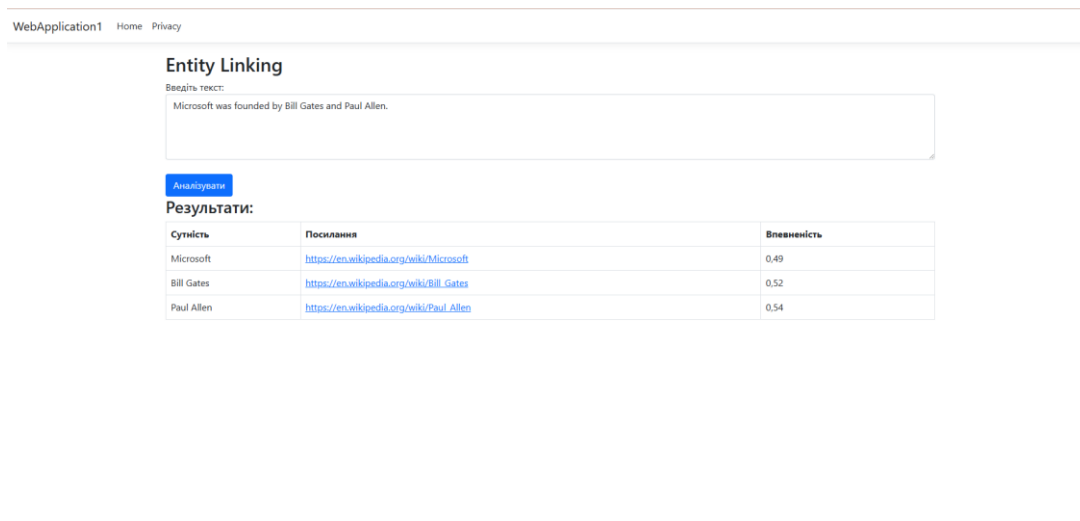 WebApplication1 Home Privacy
Entity Linking
Введіть текст:
Microsoft was founded by Bill Gates and Paul Allen.
Аналізувати
Результати:
Сутність Посилання Впевненість
Microsoft https://en.wikipedia.org/wiki/Microsoft 0,49
Bill Gates https://en.wikipedia.org/wiki/Bill_Gates 0,52
Paul Allen https://en.wikipedia.org/wiki/Paul_Allen 0,54